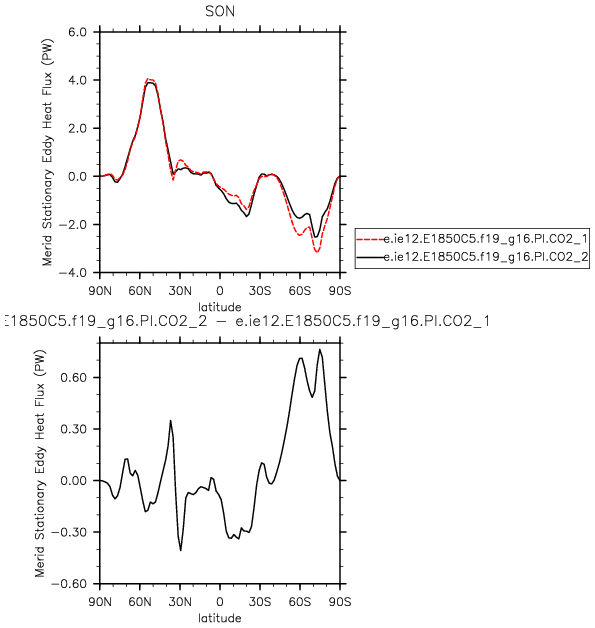 SON
Merid Stationary Eddy Heat Flux (PW)
6.0
4.0
2.0
0.0
−2.0
−4.0
90N 60N 30N 0 30S 60S 90S
latitude
e.ie12.E1850C5.f19_g16.PI.CO2_1
e.ie12.E1850C5.f19_g16.PI.CO2_2
E1850C5.f19_g16.PI.CO2_2 − e.ie12.E1850C5.f19_g16.PI.CO2_1
Merid Stationary Eddy Heat Flux (PW)
0.60
0.30
0.00
−0.30
−0.60
90N 60N 30N 0 30S 60S 90S
latitude